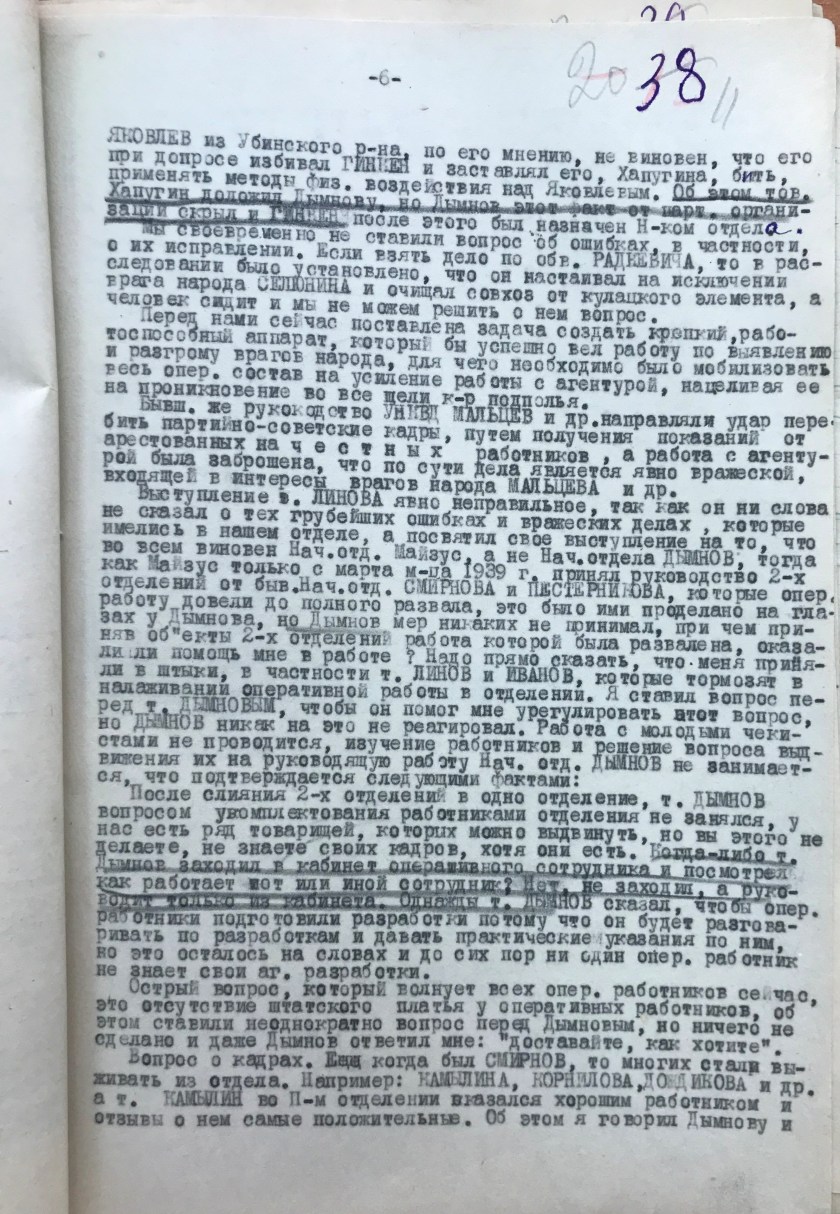 -6-
20 38 11
ЯКОВЛЕВ из Убинского р-на, по его мнению, не виновен, что его
при допросе избивал ГИНКЕН и заставлял его, Хапугина, бить,
применять методы физ. воздействия над Яковлевым. Об этом тов.
Хапугин доложил Дымнову, но Дымнов этот факт от парт. органи-
зации скрыл и ГИНКЕН после этого был назначен Н-ком отдела.
Мы своевременно не ставили вопрос об ошибках, в частности,
о их исправлении. Если взять дело по обв. РАДКЕВИЧА, то в рас-
следовании было установлено, что он настаивал на исключении
врага народа СЕЛЮНИНА и очищал совхоз от кулацкого элемента, а
человек сидит и мы не можем решить о нем вопрос.
Перед нами сейчас поставлена задача создать крепкий,рабо-
тоспособный аппарат, который бы успешно вел работу по выявлению
и разгрому врагов народа, для чего необходимо было мобилизовать
весь опер. состав на усиление работы с агентурой, нацеливая ее
на проникновение во все щели к-р подполья.
Бывш. же руководство УНКВД МАЛЬЦЕВ и др.направляли удар пере-
бить партийно-советские кадры, путем получения показаний от
арестованных на ч е с т н ы х работников , а работа с агенту-
рой была заброшена, что по сути дела является явно вражеской,
входящей в интересы врагов народа МАЛЬЦЕВА и др.
Выступление т. ЛИНОВА явно неправильное, так как он ни слова
не сказал о тех грубейших ошибках и вражеских делах , которые
имелись в нашем отделе, а посвятил свое выступление на то, что
во всем виновен Нач.отд. Майзус, а не Нач.отдела ДЫМНОВ, тогда
как Майзус только с марта м-ца 1939 г. принял руководство 2-х
отделений от быв.Нач.отд. СМИРНОВА и ПЕСТЕРНИКОВА, которые опер.
работу довели до полного развала, это было ими проделано на гла-
зах у Дымнова, но Дымнов мер никаких не принимал, при чем при-
няв об"екты 2-х отделений работа которой была развалена, оказа-
ли ли помощь мне в работе ? Надо прямо сказать, что меня приня-
ли в штыки, в частности т. ЛИНОВ и ИВАНОВ, которые тормозят в
налаживании оперативной работы в отделении. Я ставил вопрос пе-
ред т. ДЫМНОВЫМ, чтобы он помог мне урегулировать этот вопрос,
но ДЫМНОВ никак на это не реагировал. Работа с молодыми чеки-
стами не проводится, изучение работников и решение вопроса выд-
вижения их на руководящую работу Нач. отд. ДЫМНОВ не занимает-
ся, что подтверждается следующими фактами:
После слияния 2-х отделений в одно отделение, т. ДЫМНОВ
вопросом укомплектования работниками отделения не занялся, у
нас есть ряд товарищей, которых можно выдвинуть, но вы этого не
делаете, не знаете своих кадров, хотя они есть. Когда-либо т.
Дымнов заходил в кабинет оперативного сотрудника и посмотрел
как работает тот или иной сотрудник? Нет, не заходил, а руко-
водит только из кабинета. Однажды т. ДЫМНОВ сказал, чтобы опер.
работники подготовили разработки потому что он будет разгова-
ривать по разработкам и давать практические указания по ним,
но это осталось на словах и до сих пор ни один опер. работник
не знает свои аг. разработки.
Острый вопрос, который волнует всех опер. работников сейчас,
это отсутствие штатского платья у оперативных работников, об
этом ставили неоднократно вопрос перед Дымновым, но ничего не
сделано и даже Дымнов ответил мне: "доставайте, как хотите".
Вопрос о кадрах. Ещщ когда был СМИРНОВ, то многих стали вы-
живать из отдела. Например: КАМЫЛИНА, КОРНИЛОВА, и др.
а т. КАМЫЛИН во П-м отделении оказался хорошим работником и
отзывы о нем самые положительные. Об этом я говорил Дымнову и